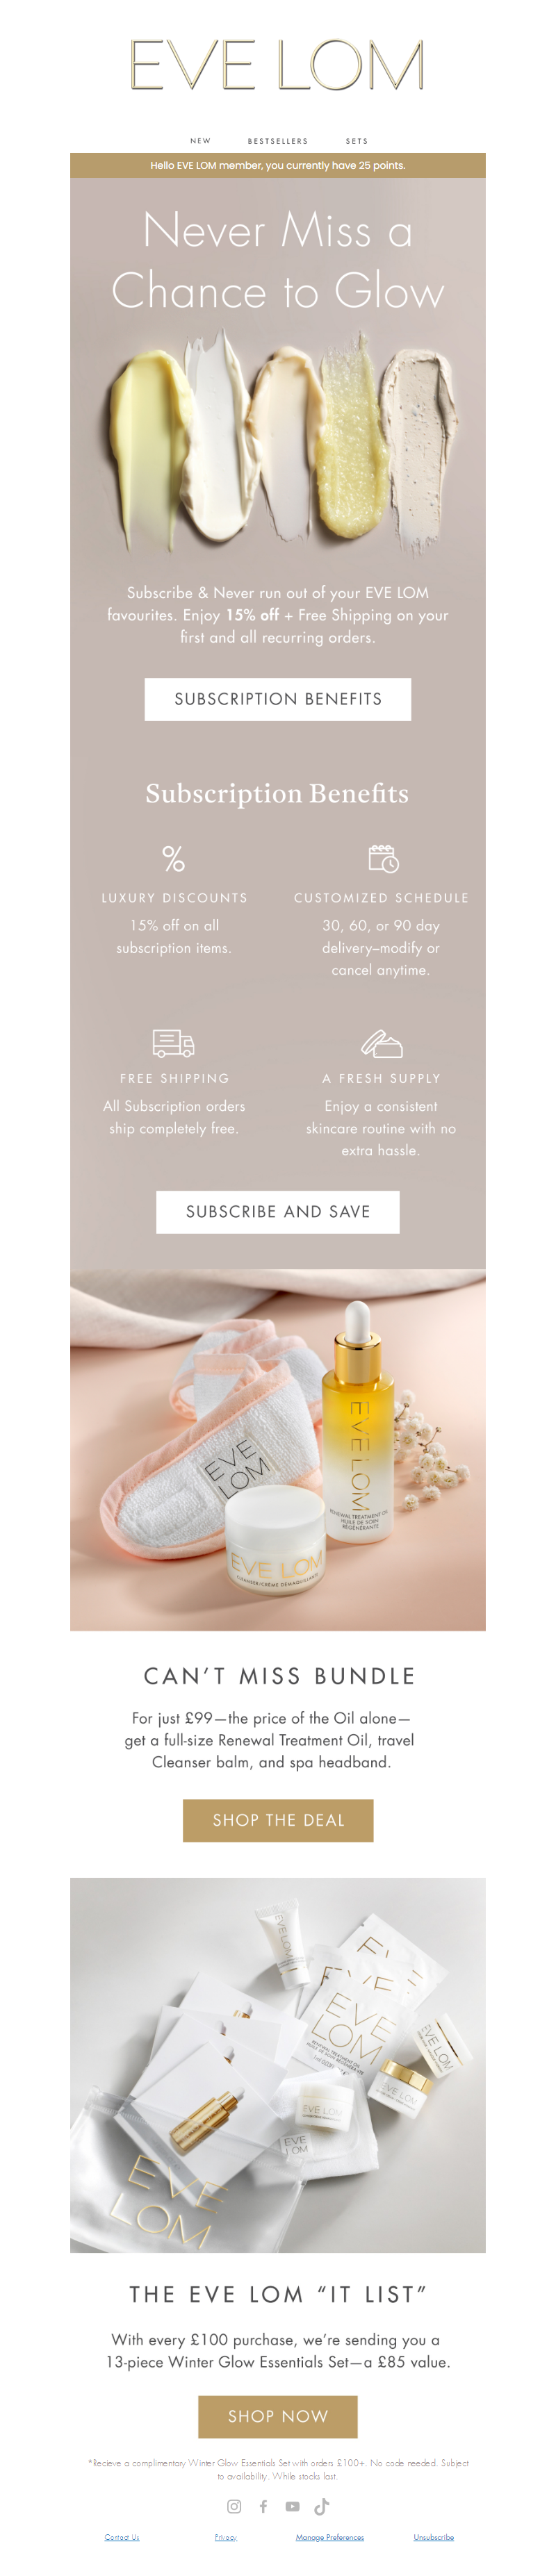 EVE LOM
NEW BESTSELLERS SETS
Hello EVE LOM member, you currently have 25 points.
Never Miss a
Chance to Glow
Subscribe & Never run out of your EVE LOM
favourites. Enjoy 15% off + Free Shipping on your
first and all recurring orders.
SUBSCRIPTION BENEFITS
Subscription Benefits
LUXURY DISCOUNTS
15% off on all
subscription items.
CUSTOMIZED SCHEDULE
30, 60, or 90 day
delivery–modify or
cancel anytime.
FREE SHIPPING
All Subscription orders
ship completely free.
A FRESH SUPPLY
Enjoy a consistent
skincare routine with no
extra hassle.
SUBSCRIBE AND SAVE
EVE
LOM
EVE LOM
RENEWAL TREATMENT OIL
HUILE DE SOIN
RÉGÉNÉRANTE
EVE LOM
CLEANSER/CRÈME DÉMAQUILLANTE
CAN'T MISS BUNDLE
For just £99—the price of the Oil alone—
get a full-size Renewal Treatment Oil, travel
Cleanser balm, and spa headband.
SHOP THE DEAL
EVE LOM
EVE
LOM
RENEWAL TREATMENT OIL
HUILE DE SOIN RÉGÉNÉRANTE
EVE LOM
EVE LOM
EVE LOM
EVE
LOM
EVE
LOM
THE EVE LOM “IT LIST”
With every £100 purchase, we're sending you a
13-piece Winter Glow Essentials Set—a £85 value.
SHOP NOW
*Recieve a complimentary Winter Glow Essentials Set with orders £100+. No code needed. Subject
to availability. While stocks last.
Contact Us Privacy Manage Preferences Unsubscribe